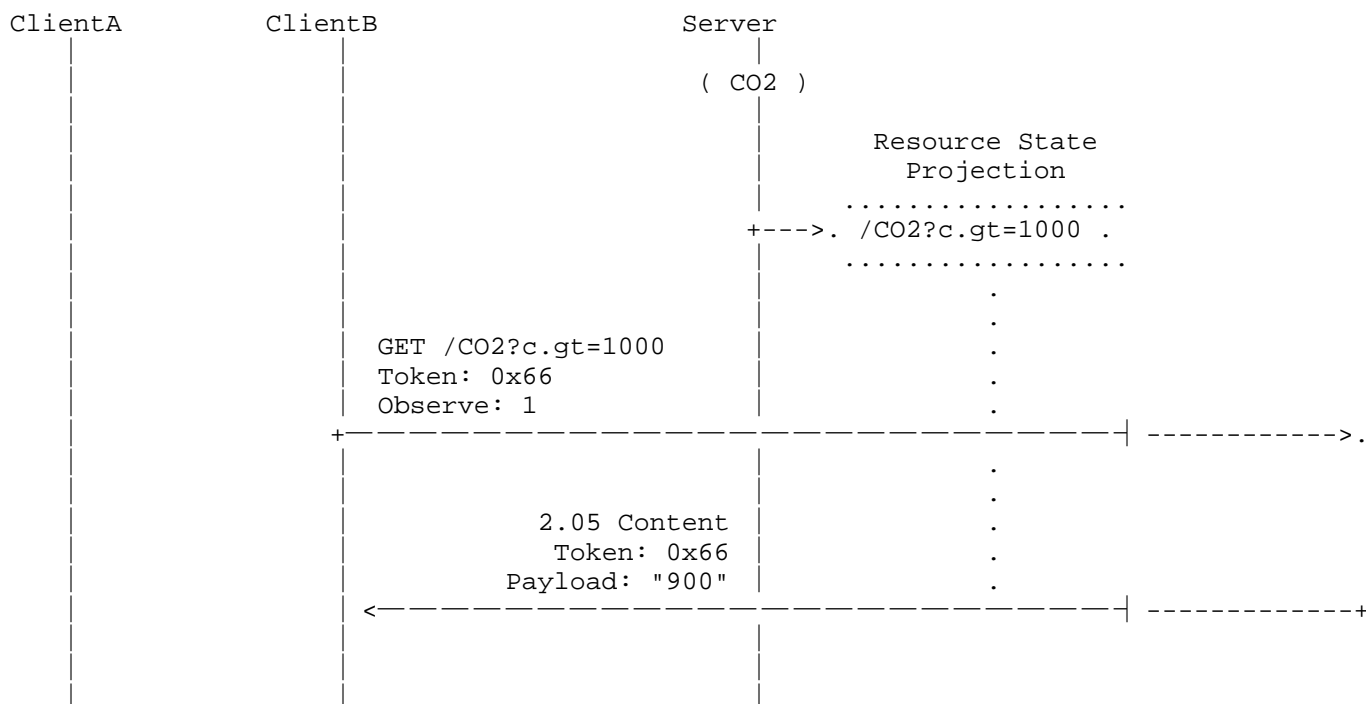 ClientA ClientB Server
( CO2 )
Resource State
Projection
..................
+--->. /CO2?c.gt=1000 .
..................
.
.
GET /CO2?c.gt=1000 .
Token: 0x66 .
Observe: 1 .
+ ------------>.
.
.
2.05 Content .
Token: 0x66 .
Payload: "900" .
< -------------+